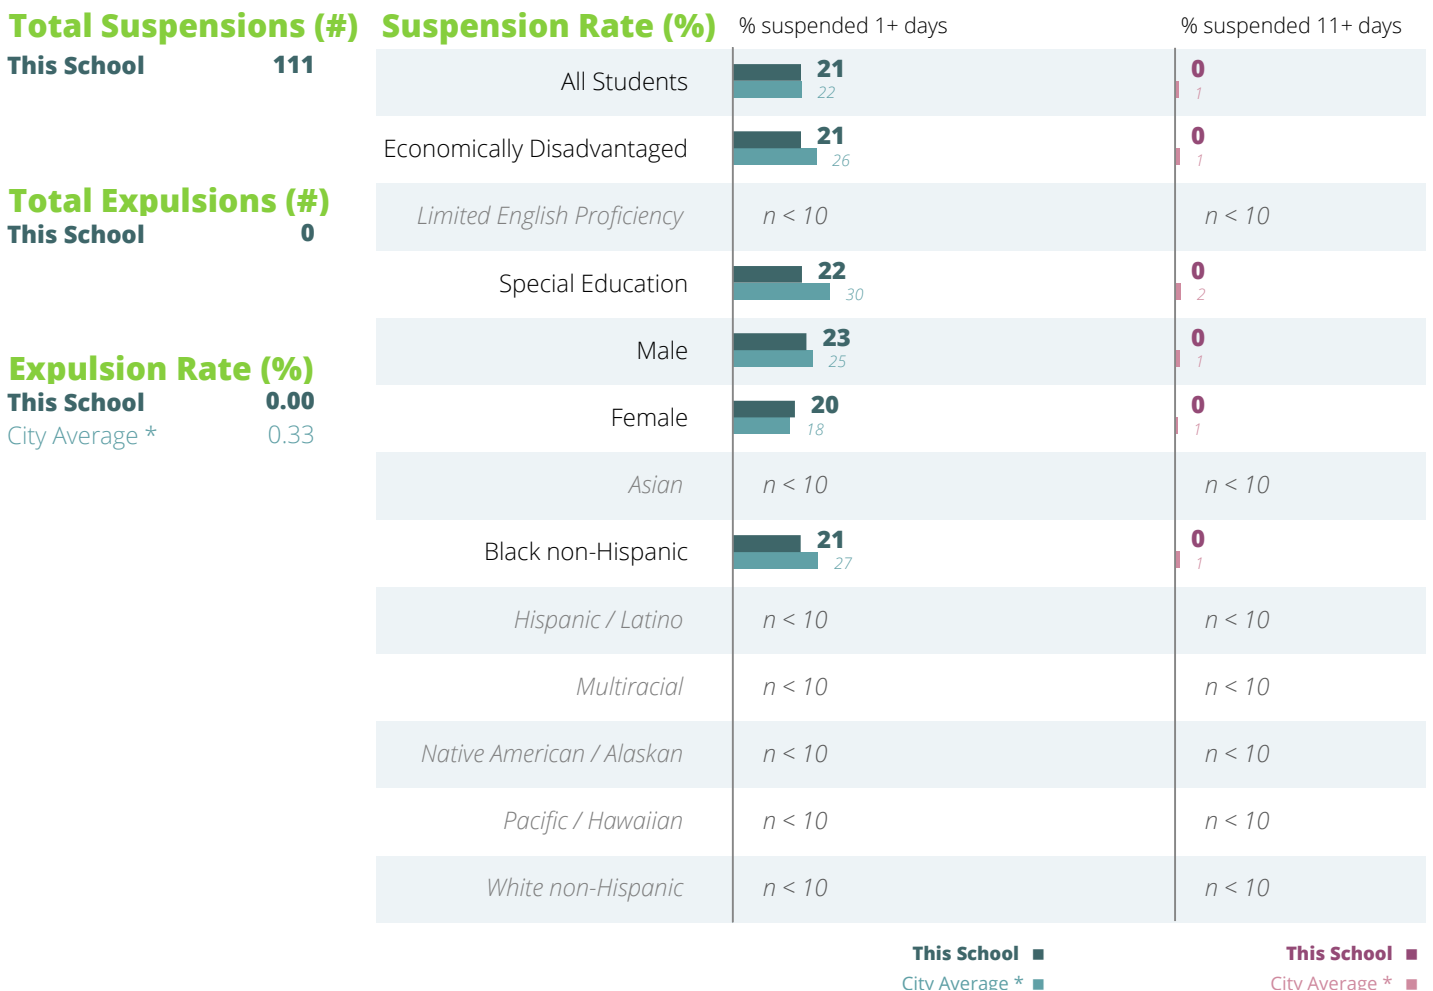 Total Suspensions (#)
This School 111
Total Expulsions (#)
This School 0
Expulsion Rate (%)
This School 0.00
City Average * 0.33
Suspension Rate (%) % suspended 1+ days % suspended 11+ days
All Students 21 0
22 1
Economically Disadvantaged 21 0
26 1
Limited English Proficiency n < 10 n < 10
Special Education 22 0
30 2
Male 23 0
25 1
Female 20 0
18 1
Asian n < 10 n < 10
Black non-Hispanic 21 0
27 1
Hispanic / Latino n < 10 n < 10
Multiracial n < 10 n < 10
Native American / Alaskan n < 10 n < 10
Pacific / Hawaiian n < 10 n < 10
White non-Hispanic n < 10 n < 10
This School This School
City Average * City Average *